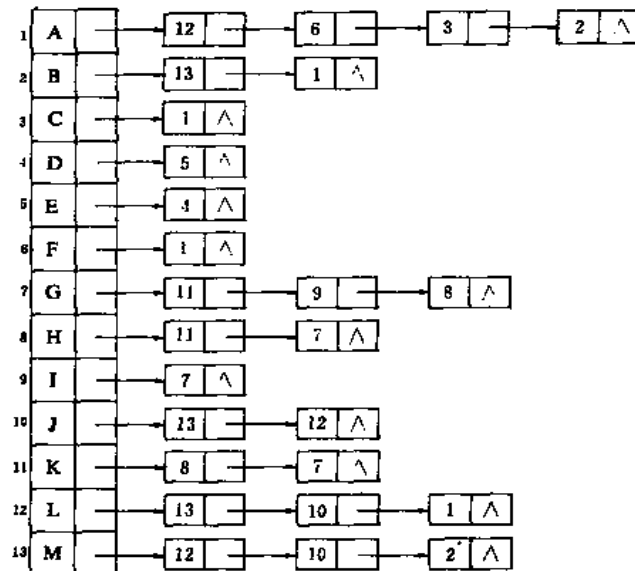 1 A 12 6 3 2 ∧
2 B 13 1 ∧
3 C 1 ∧
4 D 5 ∧
5 E 4 ∧
6 F 1 ∧
7 G 11 9 8 ∧
8 H 11 7 ∧
9 I 7 ∧
10 J 13 12 ∧
11 K 8 7 ∧
12 L 13 10 1 ∧
13 M 12 10 2 ∧